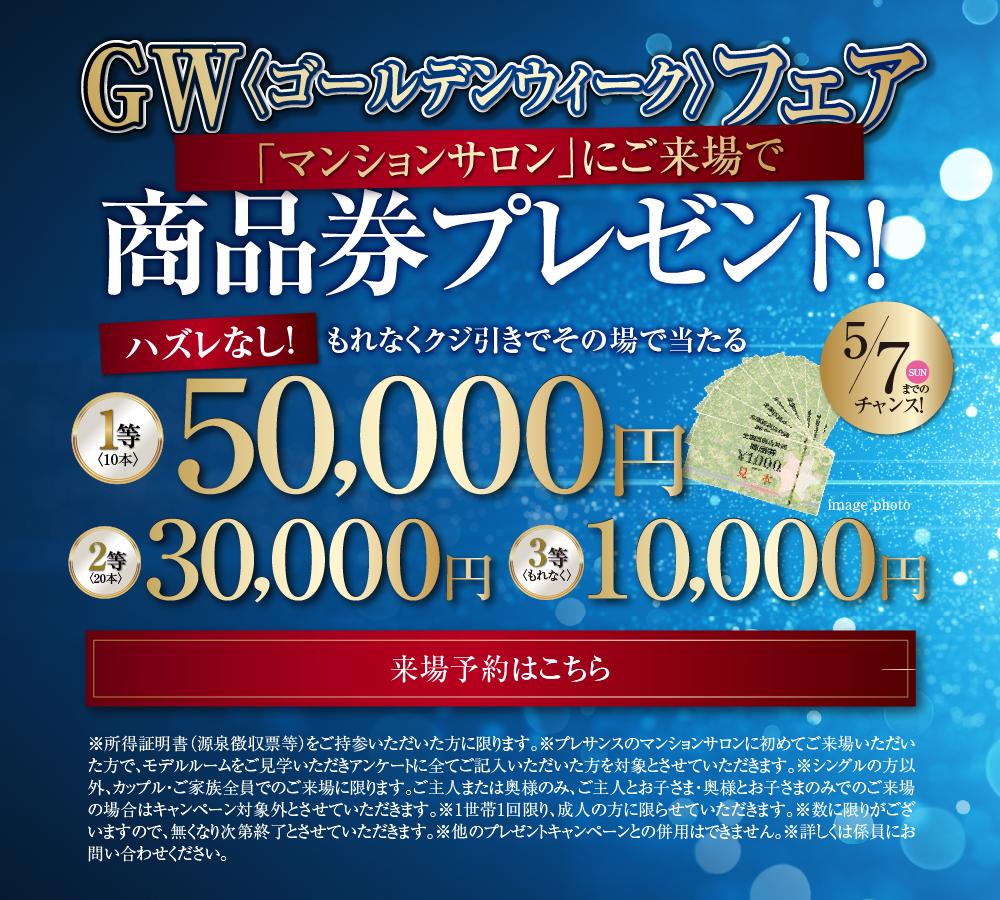 GW〈ゴールデンウィーク〉フェア
「マンションサロン」にご来場で
商品券プレゼント!
ハズレなし! もれなくクジ引きでその場で当たる
5/7
SUN
までの
チャンス!
1等
〈10本〉
50,000円
image photo
2等
〈20本〉
30,000円
3等
〈もれなく〉
10,000円
来場予約はこちら
※所得証明書(源泉徴収票等)をご持参いただいた方に限ります。※プレサンスのマンションサロンに初めてご来場いただい
た方で、モデルルームをご見学いただきアンケートに全てご記入いただいた方を対象とさせていただきます。※シングルの方以
外、カップル・ご家族全員でのご来場に限ります。ご主人または奥様のみ、ご主人とお子さま・奥様とお子さまのみでのご来場
の場合はキャンペーン対象外とさせていただきます。※1世帯1回限り、成人の方に限らせていただきます。※数に限りがござ
いますので、無くなり次第終了とさせていただきます。※他のプレゼントキャンペーンとの併用はできません。※詳しくは係員にお
問い合わせください。